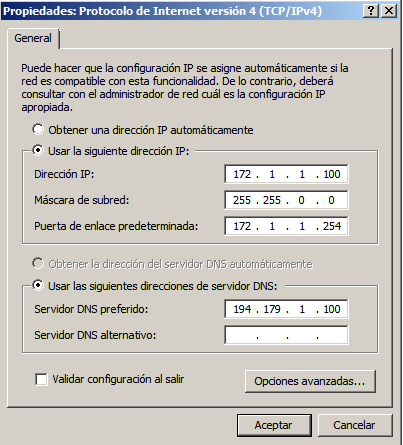 Propiedades: Protocolo de Internet versión 4 (TCP/IPv4)
General
Puede hacer que la configuración IP se asigne automáticamente si la
red es compatible con esta funcionalidad. De lo contrario, deberá
consultar con el administrador de red cuál es la configuración IP
apropiada.
Obtener una dirección IP automáticamente
Usar la siguiente dirección IP:
Dirección IP: 172 . 1 . 1 . 100
Máscara de subred: 255 . 255 . 0 . 0
Puerta de enlace predeterminada: 172 . 1 . 1 . 254
Obtener la dirección del servidor DNS automáticamente
Usar las siguientes direcciones de servidor DNS:
Servidor DNS preferido: 194 . 179 . 1 . 100
Servidor DNS alternativo: . . .
Validar configuración al salir
Opciones avanzadas...
Aceptar Cancelar